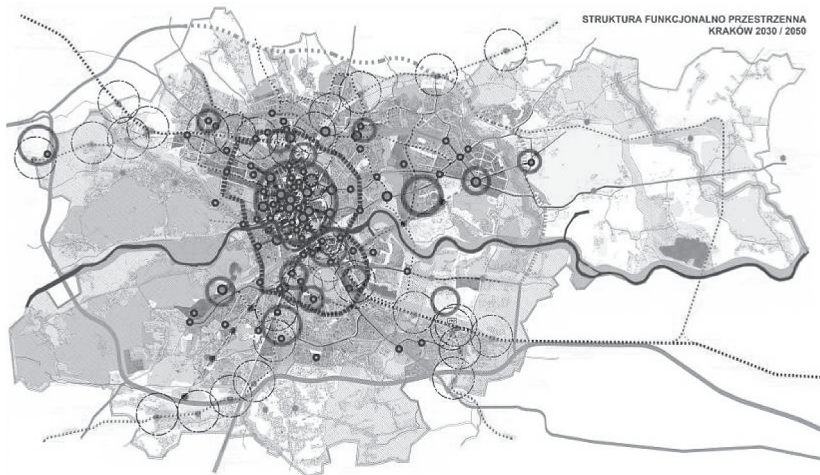 STRUKTURA FUNKCJONALNO PRZESTRZENNA
KRAKÓW 2030 / 2050